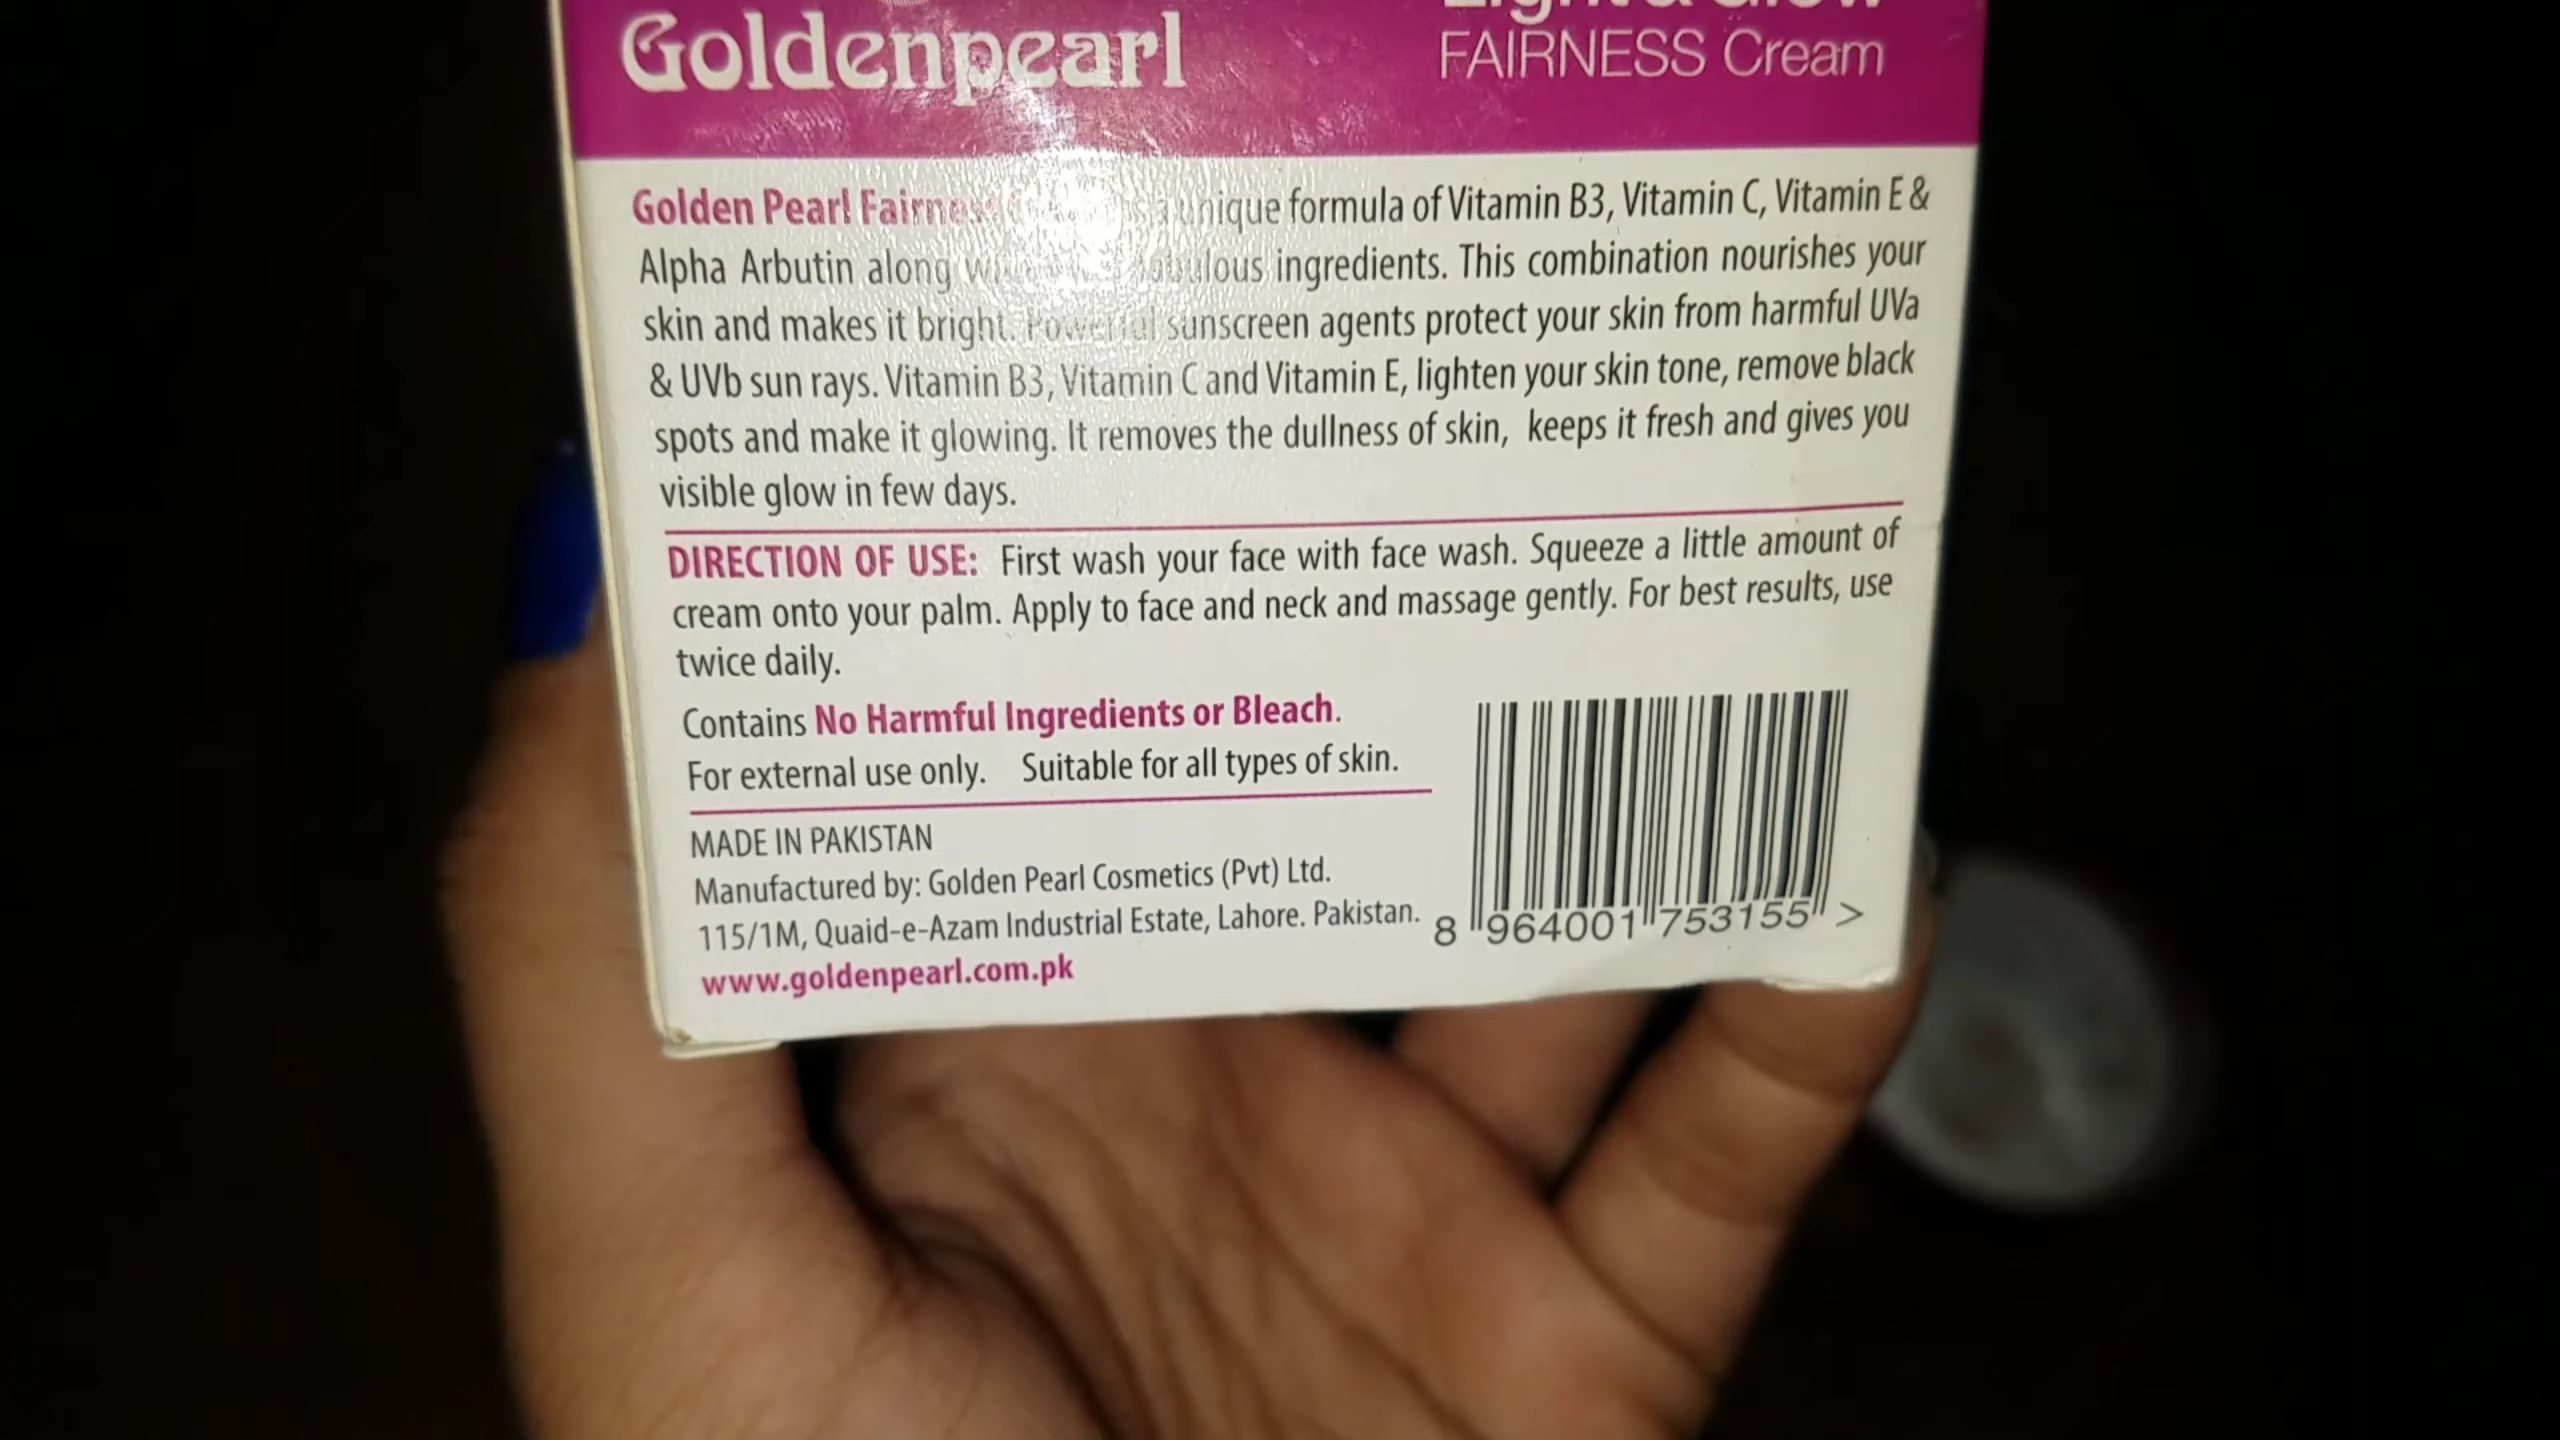 Goldenpearl
Light & Glow
FAIRNESS Cream
Golden Pearl Fairness unique formula of Vitamin B3, Vitamin C, Vitamin E &
Alpha Arbutin along fabulous ingredients. This combination nourishes your
skin and makes it bright. Powerful sunscreen agents protect your skin from harmful UVa
& UVb sun rays. Vitamin B3, Vitamin C and Vitamin E, lighten your skin tone, remove black
spots and make it glowing. It removes the dullness of skin, keeps it fresh and gives you
visible glow in few days.
DIRECTION OF USE: First wash your face with face wash. Squeeze a little amount of
cream onto your palm. Apply to face and neck and massage gently. For best results, use
twice daily.
Contains No Harmful Ingredients or Bleach.
For external use only. Suitable for all types of skin.
MADE IN PAKISTAN
Manufactured by: Golden Pearl Cosmetics (Pvt) Ltd.
115/1M, Quaid-e-Azam Industrial Estate, Lahore. Pakistan.
www.goldenpearl.com.pk
8 964001 753155 >